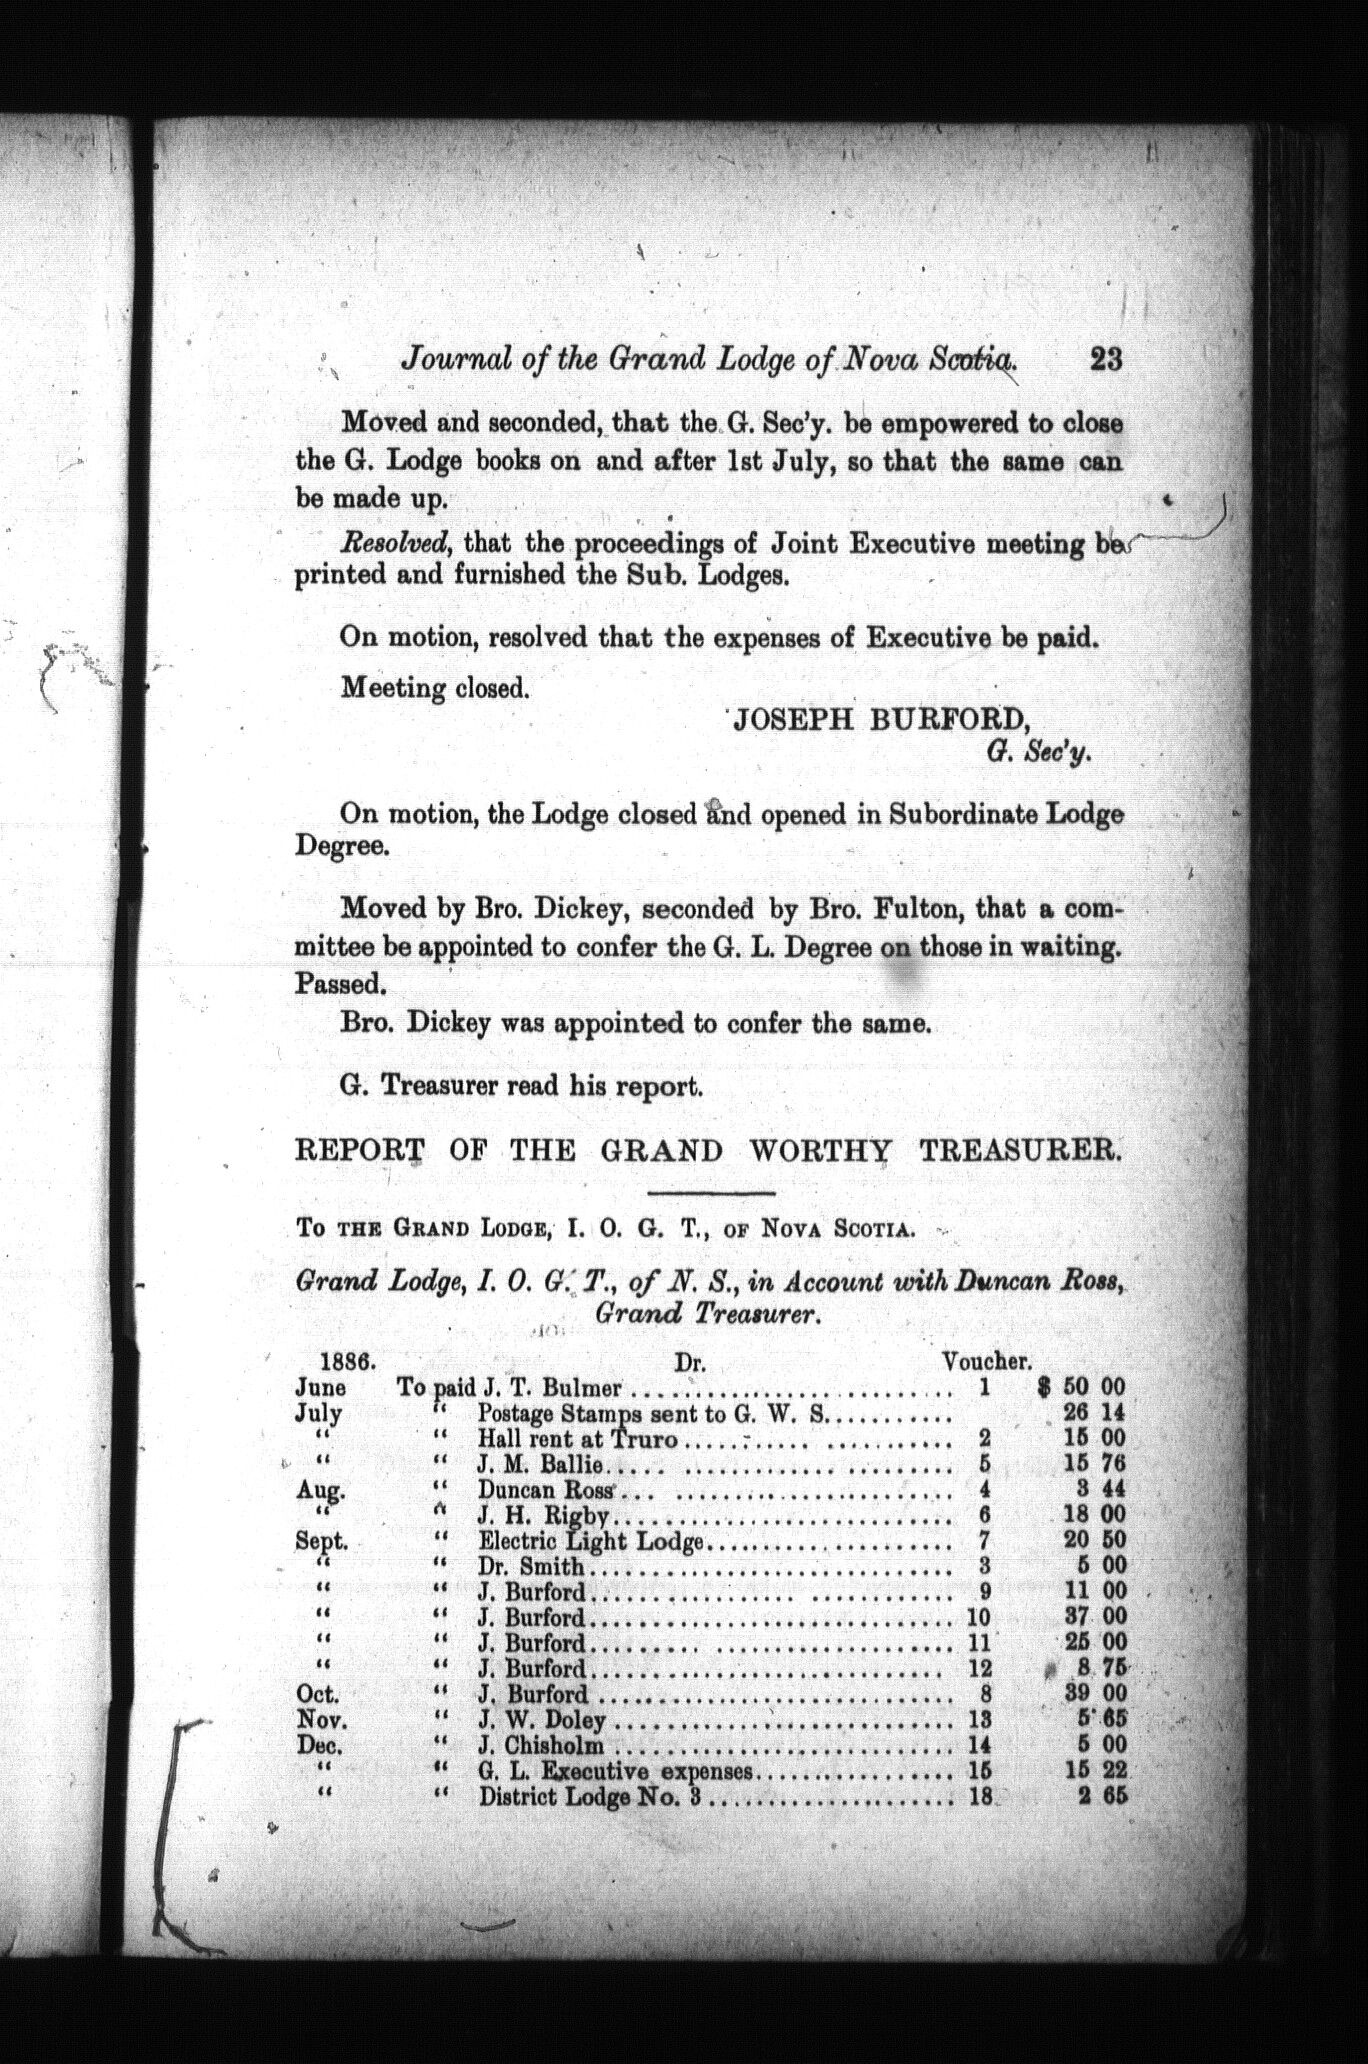 Journal of the Grand Lodge of Nova Scotia. 23
Moved and seconded, that the G. Sec'y. be empowered to close
the G. Lodge books on and after 1st July, so that the same can
be made up.
Resolved, that the proceedings of Joint Executive meeting be
printed and furnished the Sub. Lodges.
On motion, resolved that the expenses of Executive be paid.
Meeting closed.
JOSEPH BURFORD,
G. Sec'y.
On motion, the Lodge closed and opened in Subordinate Lodge
Degree.
Moved by Bro. Dickey, seconded by Bro. Fulton, that a com-
mittee be appointed to confer the G. L. Degree on those in waiting.
Passed.
Bro. Dickey was appointed to confer the same.
G. Treasurer read his report.
REPORT OF THE GRAND WORTHY TREASURER.
TO THE GRAND LODGE, I. O. G. T., OF NOVA SCOTIA.
Grand Lodge, I. O. G. T., of N. S., in Account with Duncan Ross,
Grand Treasurer.
1886. Dr. Voucher.
June To paid J. T. Bulmer .......................... 1 $ 50 00
July " Postage Stamps sent to G. W. S........... 26 14
" " Hall rent at Truro...................... 2 15 00
" " J. M. Ballie............................ 5 15 76
Aug. " Duncan Ross............................ 4 3 44
" " J. H. Rigby............................ 6 18 00
Sept. " Electric Light Lodge.................... 7 20 50
" " Dr. Smith.............................. 3 5 00
" " J. Burford.............................. 9 11 00
" " J. Burford.............................. 10 37 00
" " J. Burford.............................. 11 25 00
" " J. Burford.............................. 12 8 75
Oct. " J. Burford ............................. 8 39 00
Nov. " J. W. Doley ............................ 13 5 65
Dec. " J. Chisholm ............................ 14 5 00
" " G. L. Executive expenses................ 15 15 22
" " District Lodge No. 3 .................... 18 2 65